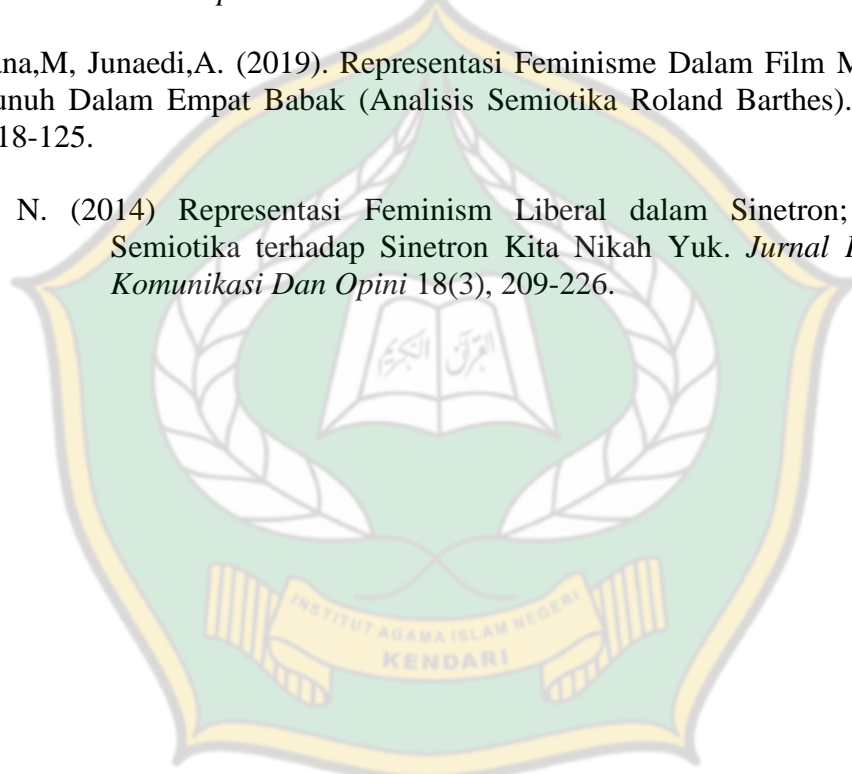 ana,M, Junaedi,A. (2019). Representasi Feminisme Dalam Film M
unuh Dalam Empat Babak (Analisis Semiotika Roland Barthes).
18-125.
N. (2014) Representasi Feminism Liberal dalam Sinetron;
Semiotika terhadap Sinetron Kita Nikah Yuk. Jurnal
Komunikasi Dan Opini 18(3), 209-226.
القرآن الكريم
INSTITUT AGAMA ISLAM NEGERI
KENDARI